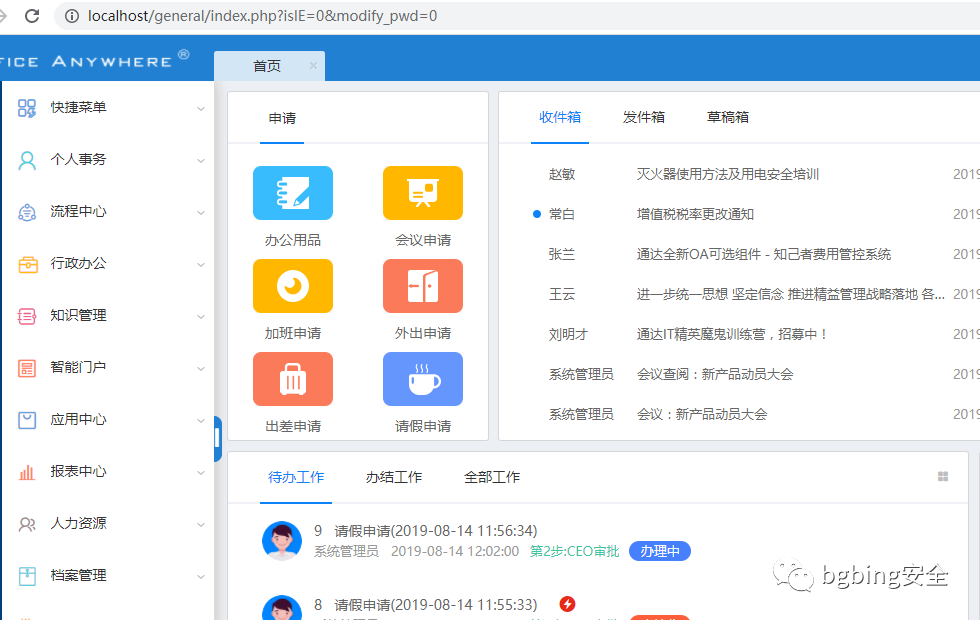 localhost/general/index.php?isIE=0&modify_pwd=0
FICE ANYWHERE®
首页 ×
快捷菜单
个人事务
流程中心
行政办公
知识管理
智能门户
应用中心
报表中心
人力资源
档案管理
申请
办公用品 会议申请
加班申请 外出申请
出差申请 请假申请
收件箱 发件箱 草稿箱
赵敏 灭火器使用方法及用电安全培训 2019
常白 增值税税率更改通知 2019
张兰 通达全新OA可选组件 - 知己者费用管控系统 2019
王云 进一步统一思想 坚定信念 推进精益管理战略落地 各... 2019
刘明才 通达IT精英魔鬼训练营，招募中！ 2019
系统管理员 会议查阅：新产品动员大会 2019
系统管理员 会议：新产品动员大会 2019
待办工作 办结工作 全部工作
9 请假申请(2019-08-14 11:56:34)
系统管理员 2019-08-14 12:02:00 第2步:CEO审批 办理中
8 请假申请(2019-08-14 11:55:33)
bgbing安全